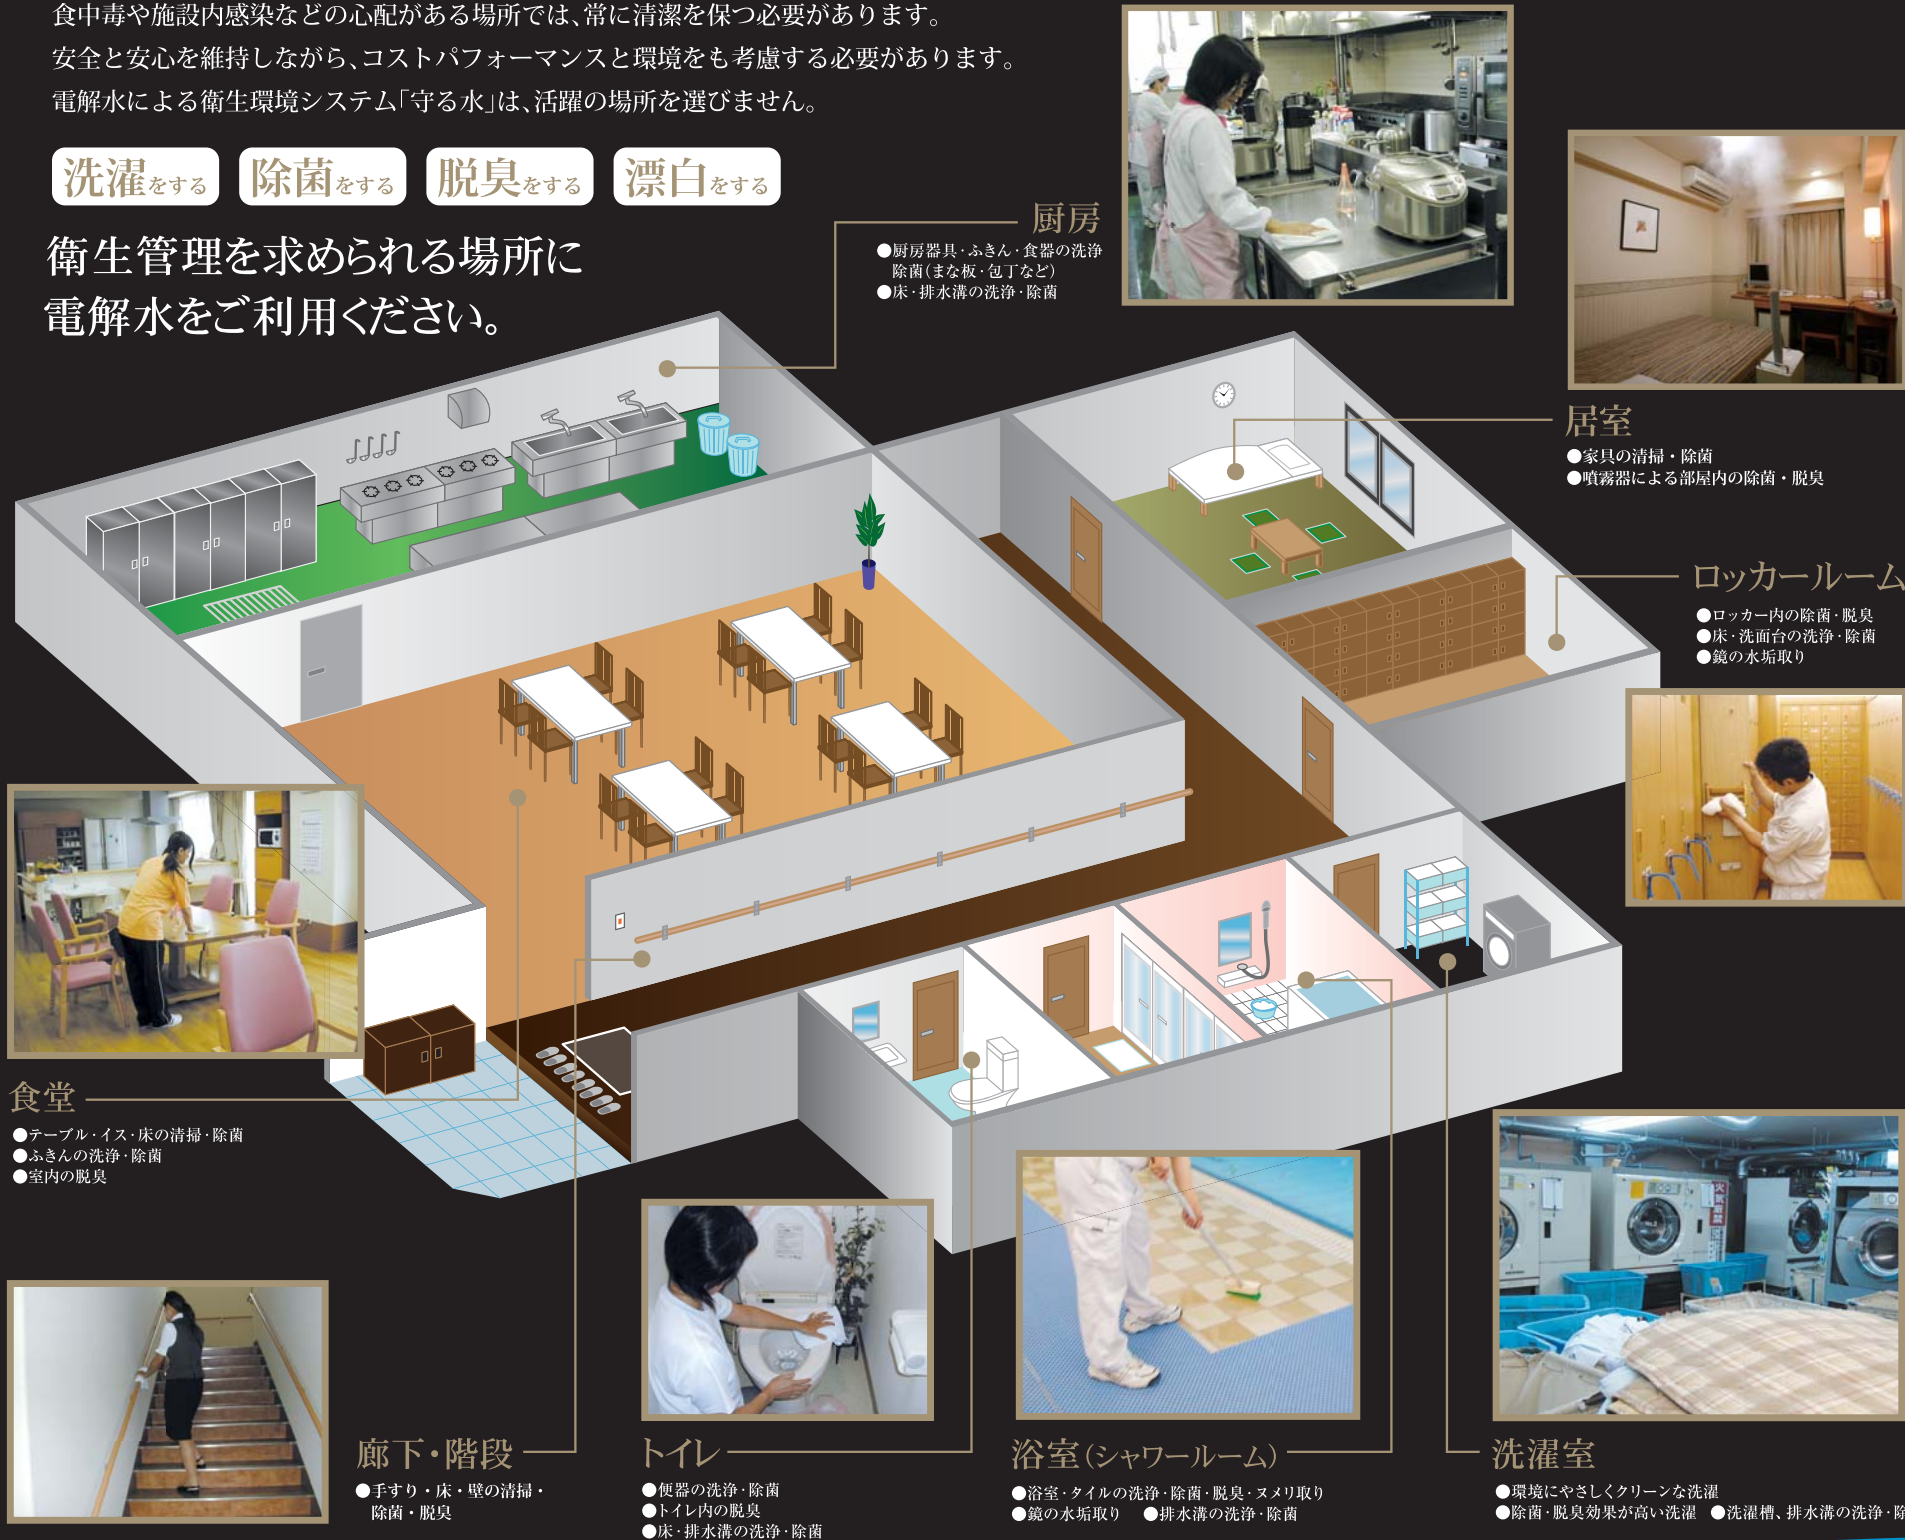 食中毒や施設内感染などの心配がある場所では、常に清潔を保つ必要があります。
安全と安心を維持しながら、コストパフォーマンスと環境をも考慮する必要があります。
電解水による衛生環境システム「守る水」は、活躍の場所を選びません。
洗濯をする 除菌をする 脱臭をする 漂白をする
衛生管理を求められる場所に
電解水をご利用ください。
厨房
●厨房器具・ふきん・食器の洗浄
除菌(まな板・包丁など)
●床・排水溝の洗浄・除菌
居室
●家具の清掃・除菌
●噴霧器による部屋内の除菌・脱臭
ロッカールーム
●ロッカー内の除菌・脱臭
●床・洗面台の洗浄・除菌
●鏡の水垢取り
食堂
●テーブル・イス・床の清掃・除菌
●ふきんの洗浄・除菌
●室内の脱臭
廊下・階段
●手すり・床・壁の清掃・
除菌・脱臭
トイレ
●便器の洗浄・除菌
●トイレ内の脱臭
●床・排水溝の洗浄・除菌
浴室(シャワールーム)
●浴室・タイルの洗浄・除菌・脱臭・ヌメリ取り
●鏡の水垢取り ●排水溝の洗浄・除菌
火気厳禁
洗濯室
●環境にやさしくクリーンな洗濯
●除菌・脱臭効果が高い洗濯 ●洗濯槽、排水溝の洗浄・除